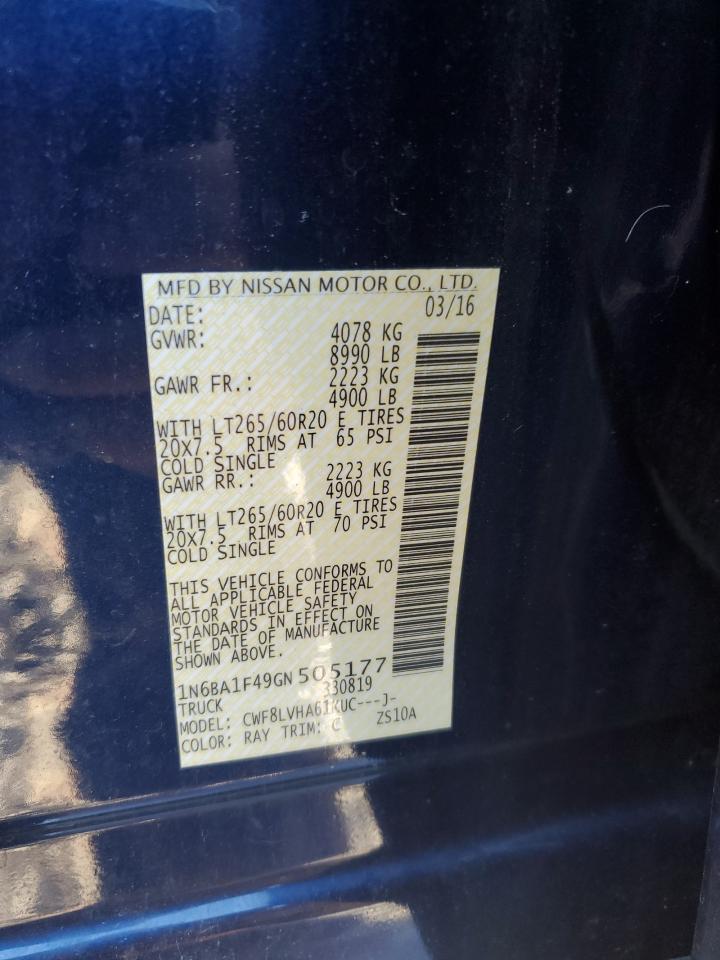 MFD BY NISSAN MOTOR CO., LTD.
DATE: 03/16
GVWR: 4078 KG
8990 LB
GAWR FR.: 2223 KG
4900 LB
WITH LT265/60R20 E TIRES
20X7.5 RIMS AT 65 PSI
COLD SINGLE
GAWR RR.: 2223 KG
4900 LB
WITH LT265/60R20 E TIRES
20X7.5 RIMS AT 70 PSI
COLD SINGLE
THIS VEHICLE CONFORMS TO
ALL APPLICABLE FEDERAL
MOTOR VEHICLE SAFETY
STANDARDS IN EFFECT ON
THE DATE OF MANUFACTURE
SHOWN ABOVE.
1N6BA1F49GN 505177
TRUCK 330819
MODEL: CWF8LVHA61KUC---J-
COLOR: RAY TRIM: C ZS10A